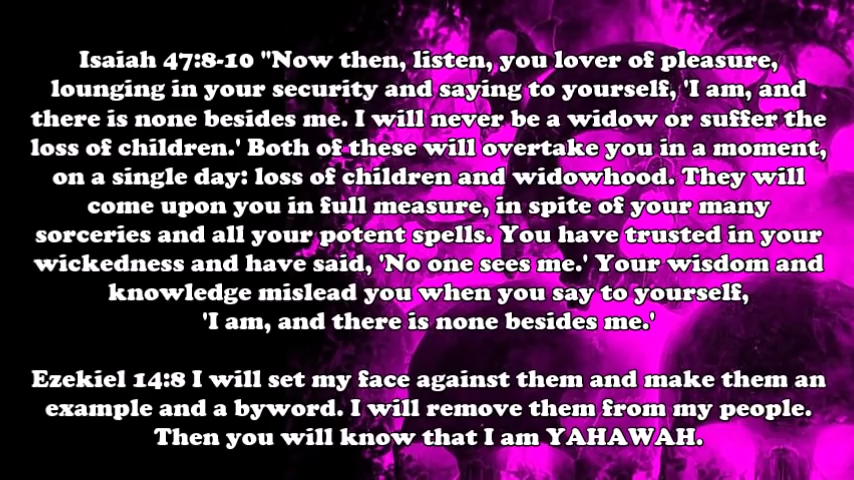 Isaiah 47:8-10 "Now then, listen, you lover of pleasure,
lounging in your security and saying to yourself, 'I am, and
there is none besides me. I will never be a widow or suffer the
loss of children.' Both of these will overtake you in a moment,
on a single day: loss of children and widowhood. They will
come upon you in full measure, in spite of your many
sorceries and all your potent spells. You have trusted in your
wickedness and have said, 'No one sees me.' Your wisdom and
knowledge mislead you when you say to yourself,
'I am, and there is none besides me.'
Ezekiel 14:8 I will set my face against them and make them an
example and a byword. I will remove them from my people.
Then you will know that I am YAHAWAH.